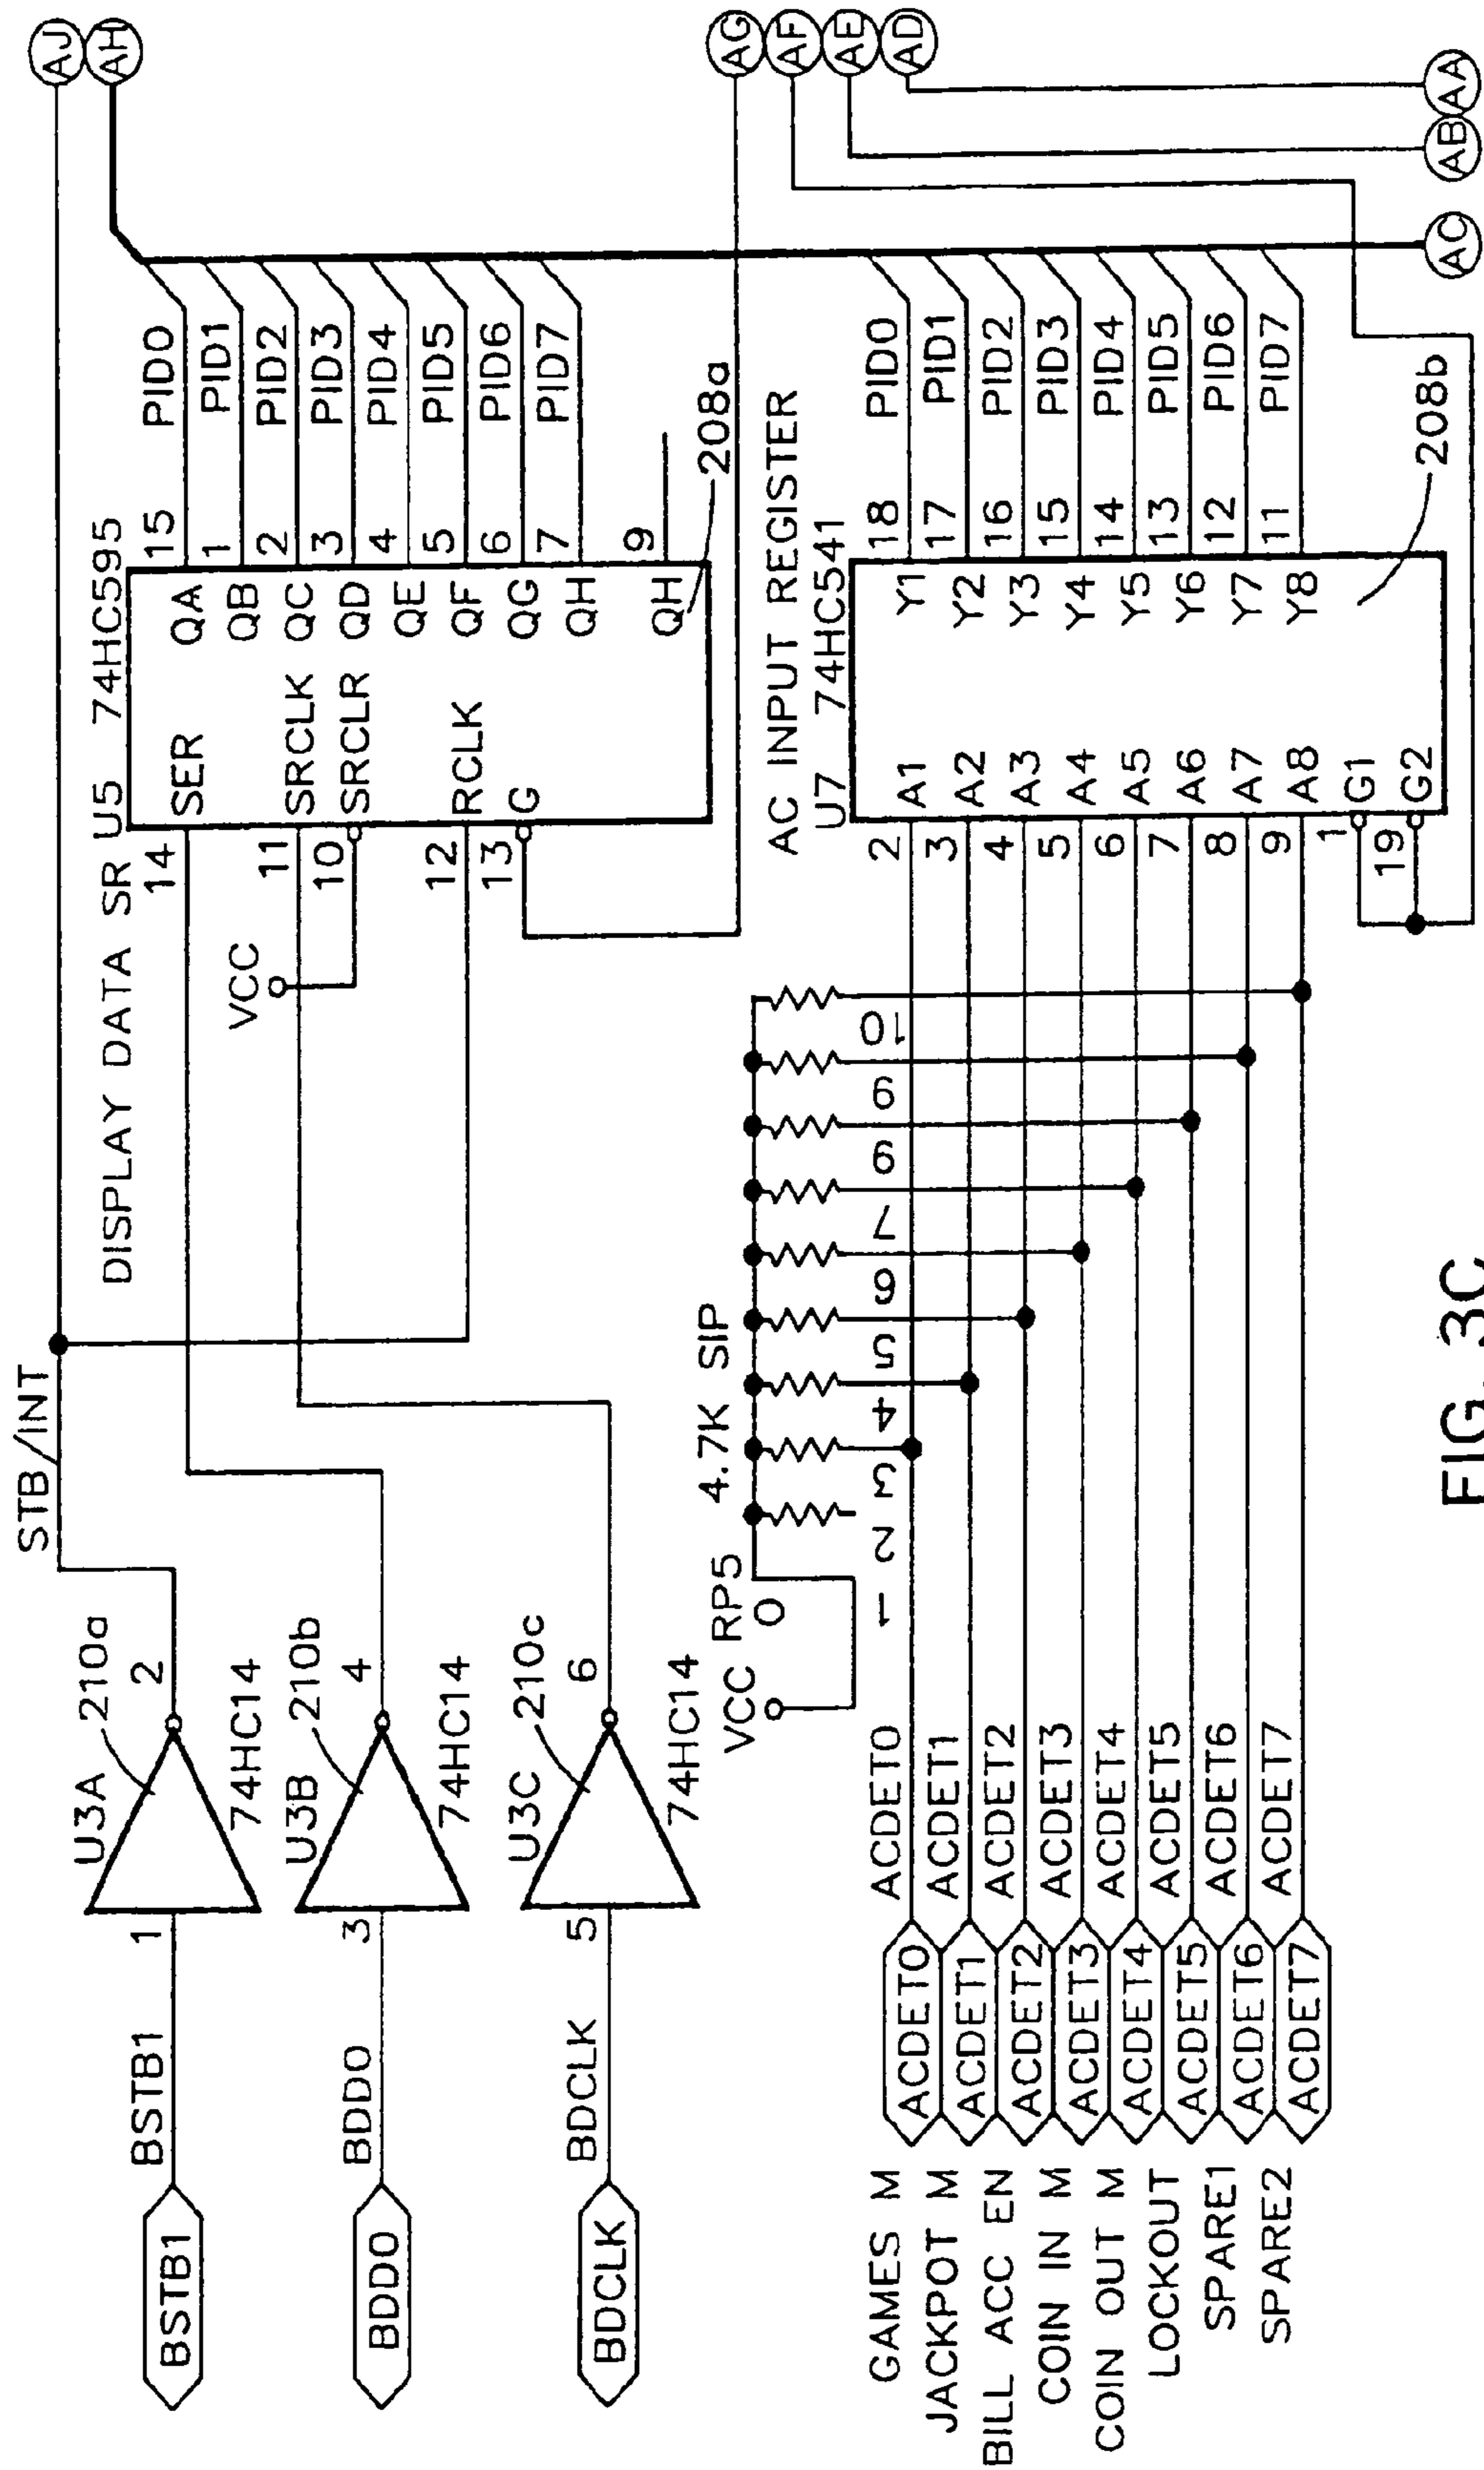 STB/INT
AJ
AH
U3A
210a
1
2
74HC14
BSTB1
BSTB1
U3B
210b
3
4
74HC14
BDD0
BDD0
U3C
210c
5
6
74HC14
BDCLK
BDCLK
DISPLAY DATA SR
U5 74HC595
14 SER QA 15 PID0
QB 1 PID1
11 SRCLK QC 2 PID2
10 SRCLR QD 3 PID3
QE 4 PID4
12 RCLK QF 5 PID5
13 G QG 6 PID6
QH 7 PID7
QH 9
VCC
208a
AG
AF
AE
AD
VCC
RP5 4.7K SIP
O
1 2 3 4 5 6 7 9 9 10
AC INPUT REGISTER
U7 74HC541
GAMES M ACDET0 ACDET0 2 A1 Y1 18 PID0
JACKPOT M ACDET1 ACDET1 3 A2 Y2 17 PID1
BILL ACC EN ACDET2 ACDET2 4 A3 Y3 16 PID2
COIN IN M ACDET3 ACDET3 5 A4 Y4 15 PID3
COIN OUT M ACDET4 ACDET4 6 A5 Y5 14 PID4
LOCKOUT ACDET5 ACDET5 7 A6 Y6 13 PID5
SPARE1 ACDET6 ACDET6 8 A7 Y7 12 PID6
SPARE2 ACDET7 ACDET7 9 A8 Y8 11 PID7
1 G1
19 G2
208b
AC
AB
AA
FIG. 3C